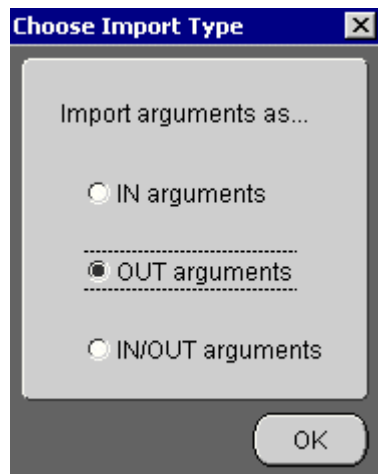 Choose Import Type
Import arguments as...
IN arguments
OUT arguments
IN/OUT arguments
OK